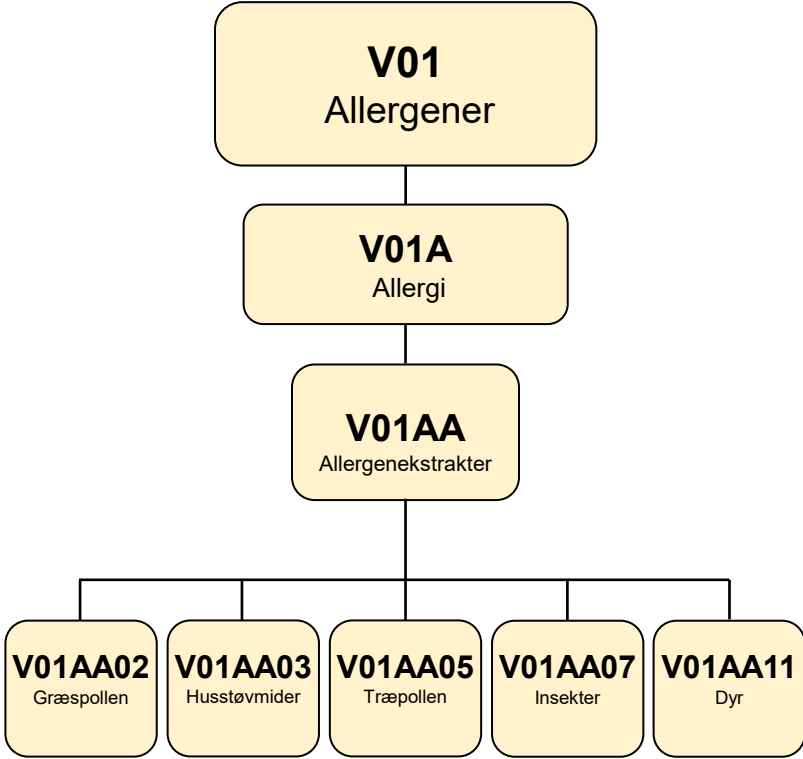 V01
Allergener
V01A
Allergi
V01AA
Allergenekstrakter
V01AA02
Græspollen
V01AA03
Husstøvmider
V01AA05
Træpollen
V01AA07
Insekter
V01AA11
Dyr